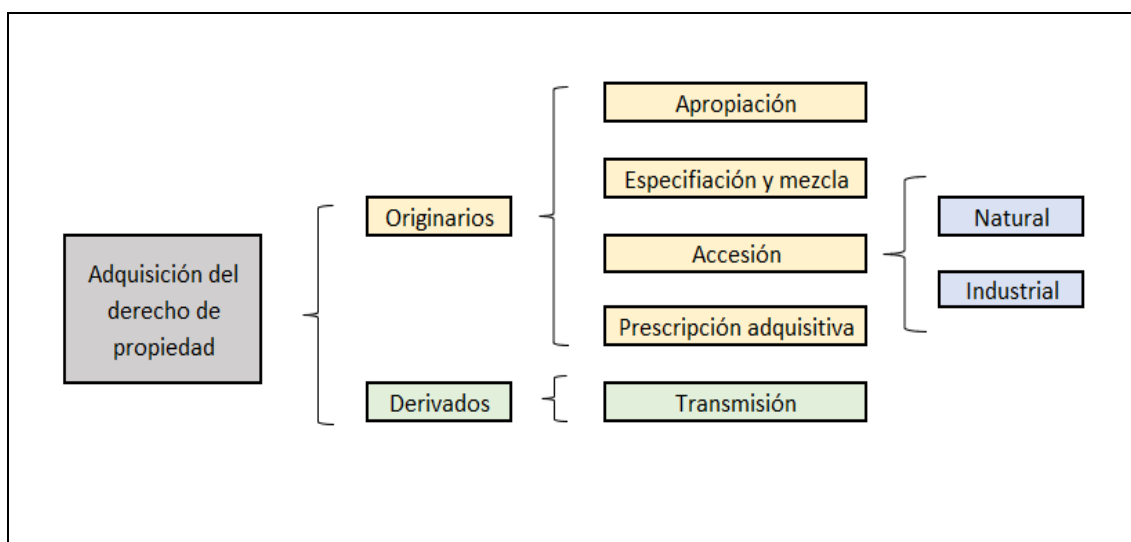 Adquisición del
derecho de
propiedad
Originarios
Derivados
Apropiación
Especifiación y mezcla
Accesión
Prescripción adquisitiva
Transmisión
Natural
Industrial